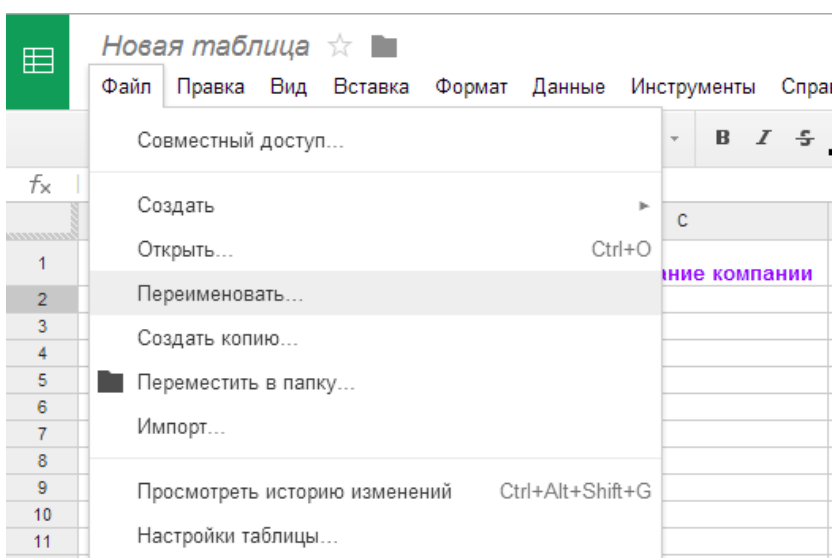 Новая таблица
Файл Правка Вид Вставка Формат Данные Инструменты
Совместный доступ... B I S
fx
Создать
C
Открыть... Ctrl+O
1 компании
Переименовать...
2
3
Создать копию...
4
5 Переместить в папку...
6
7 Импорт...
8
9 Просмотреть историю изменений Ctrl+Alt+Shift+G
10
11 Настройки таблицы...